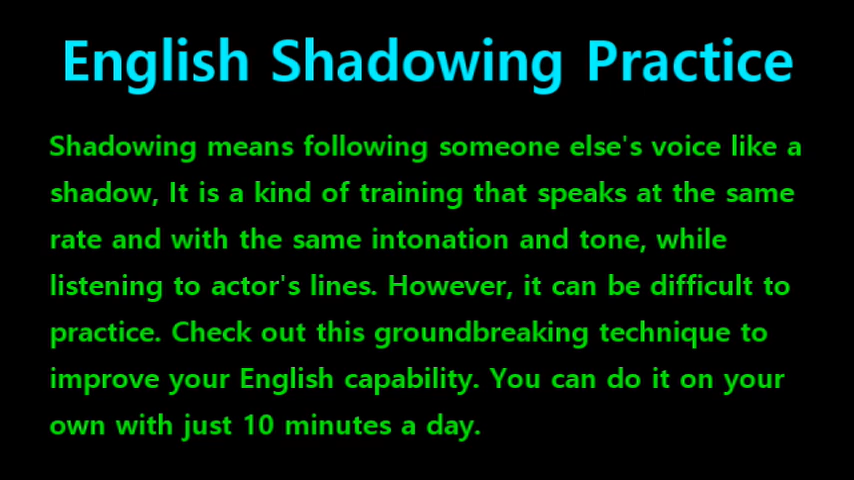 English Shadowing Practice
Shadowing means following someone else's voice like a
shadow, It is a kind of training that speaks at the same
rate and with the same intonation and tone, while
listening to actor's lines. However, it can be difficult to
practice. Check out this groundbreaking technique to
improve your English capability. You can do it on your
own with just 10 minutes a day.